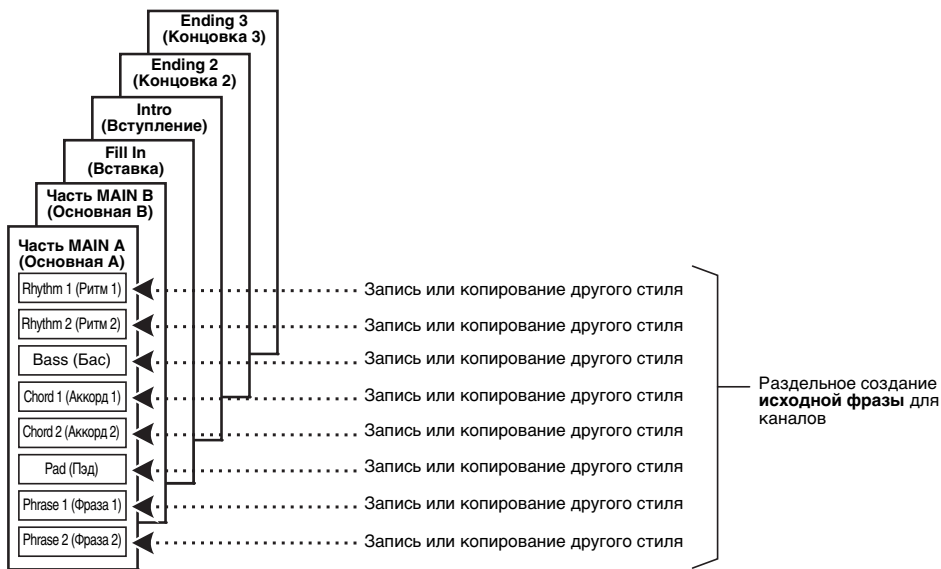 Ending 3
(Концовка 3)
Ending 2
(Концовка 2)
Intro
(Вступление)
Fill In
(Вставка)
Часть MAIN B
(Основная B)
Часть MAIN A
(Основная A)
Rhythm 1 (Ритм 1)
Запись или копирование другого стиля
Rhythm 2 (Ритм 2)
Запись или копирование другого стиля
Bass (Бас)
Запись или копирование другого стиля
Chord 1 (Аккорд 1)
Запись или копирование другого стиля
Chord 2 (Аккорд 2)
Запись или копирование другого стиля
Pad (Пэд)
Запись или копирование другого стиля
Phrase 1 (Фраза 1)
Запись или копирование другого стиля
Phrase 2 (Фраза 2)
Запись или копирование другого стиля
Раздельное создание
исходной фразы для
каналов